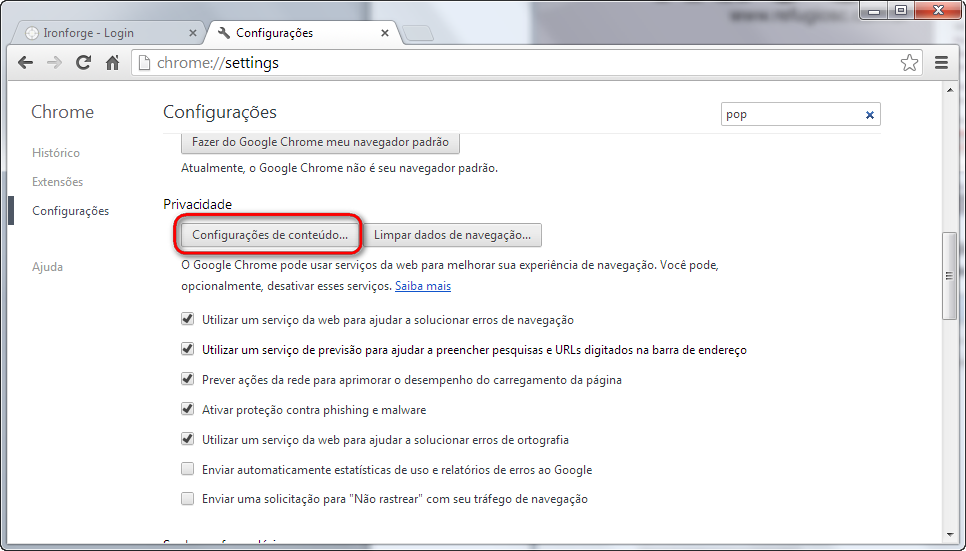 www.refugiosc.
Ironforge - Login
Configurações
chrome://settings
Chrome
Configurações
pop
Histórico
Extensões
Configurações
Ajuda
Fazer do Google Chrome meu navegador padrão
Atualmente, o Google Chrome não é seu navegador padrão.
Privacidade
Configurações de conteúdo...
Limpar dados de navegação...
O Google Chrome pode usar serviços da web para melhorar sua experiência de navegação. Você pode,
opcionalmente, desativar esses serviços. Saiba mais
Utilizar um serviço da web para ajudar a solucionar erros de navegação
Utilizar um serviço de previsão para ajudar a preencher pesquisas e URLs digitados na barra de endereço
Prever ações da rede para aprimorar o desempenho do carregamento da página
Ativar proteção contra phishing e malware
Utilizar um serviço da web para ajudar a solucionar erros de ortografia
Enviar automaticamente estatísticas de uso e relatórios de erros ao Google
Enviar uma solicitação para "Não rastrear" com seu tráfego de navegação